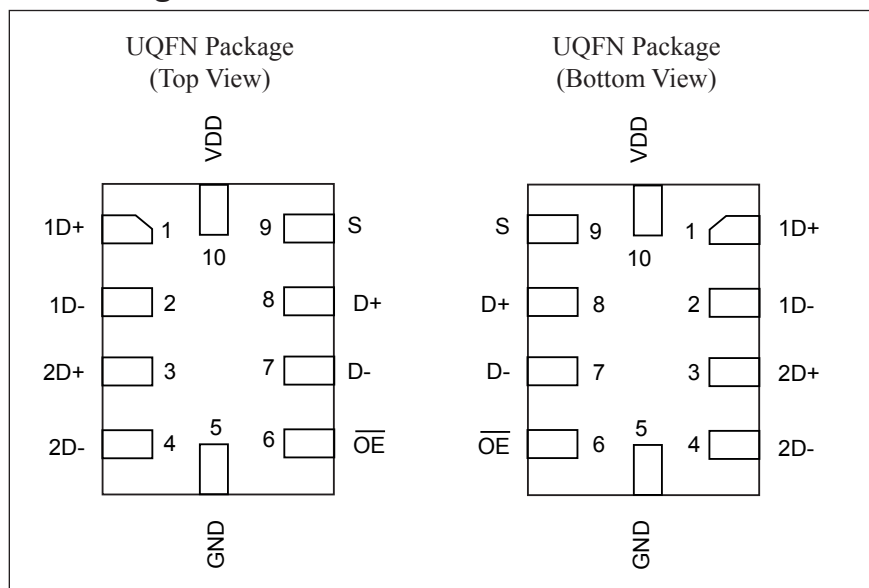 UQFN Package
(Top View)
VDD
1D+ 1 9 S
10
1D- 2 8 D+
2D+ 3 7 D-
5
2D- 4 6 O̅E̅
GND
UQFN Package
(Bottom View)
VDD
S 9 1 1D+
10
D+ 8 2 1D-
D- 7 3 2D+
5
O̅E̅ 6 4 2D-
GND